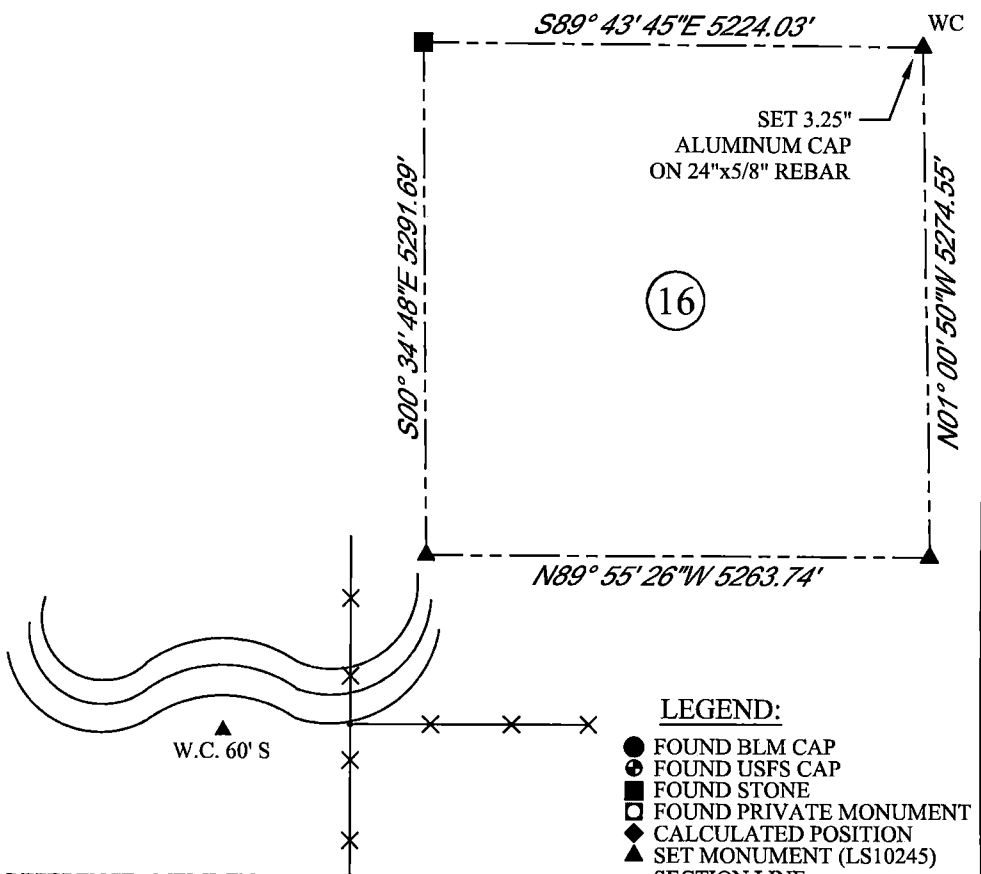 S89° 43' 45"E 5224.03'
WC
SET 3.25"
ALUMINUM CAP
ON 24"x5/8" REBAR
S00° 34' 48"E 5291.69'
16
N01° 00' 50"W 5274.55'
N89° 55' 26"W 5263.74'
W.C. 60' S
LEGEND:
FOUND BLM CAP
FOUND USFS CAP
FOUND STONE
FOUND PRIVATE MONUMENT
CALCULATED POSITION
SET MONUMENT (LS10245)
SECTION LINE